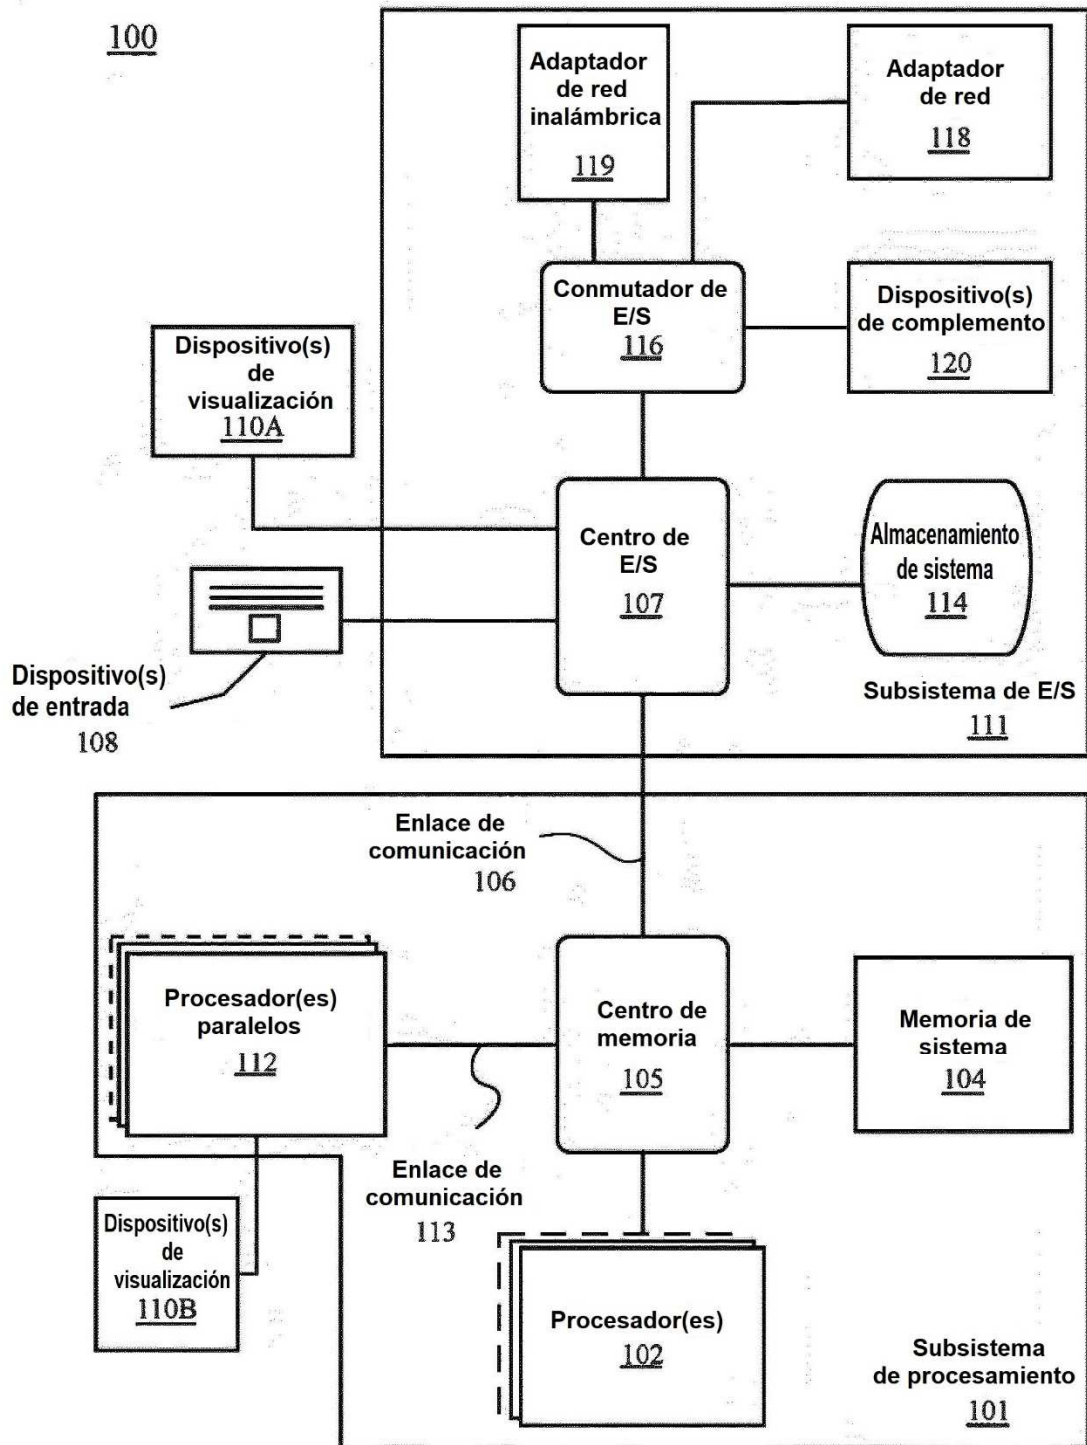 100
Adaptador
de red
inalámbrica
119
Adaptador
de red
118
Conmutador de
E/S
116
Dispositivo(s)
de complemento
120
Dispositivo(s)
de
visualización
110A
Centro de
E/S
107
Almacenamiento
de sistema
114
Dispositivo(s)
de entrada
108
Subsistema de E/S
111
Enlace de
comunicación
106
Procesador(es)
paralelos
112
Centro de
memoria
105
Memoria de
sistema
104
Enlace de
comunicación
113
Dispositivo(s)
de
visualización
110B
Procesador(es)
102
Subsistema
de procesamiento
101